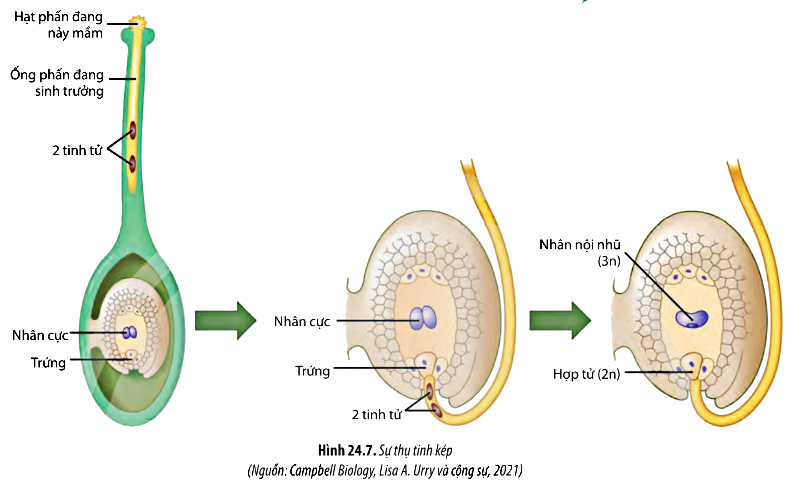 Hạt phấn đang
nảy mầm
Ống phấn đang
sinh trưởng
2 tinh tử
Nhân cực
Trứng
Nhân cực
Trứng
2 tinh tử
Nhân nội nhũ
(3n)
Hợp tử (2n)
Hình 24.7. Sự thụ tinh kép
(Nguồn: Campbell Biology, Lisa A. Urry và cộng sự, 2021)